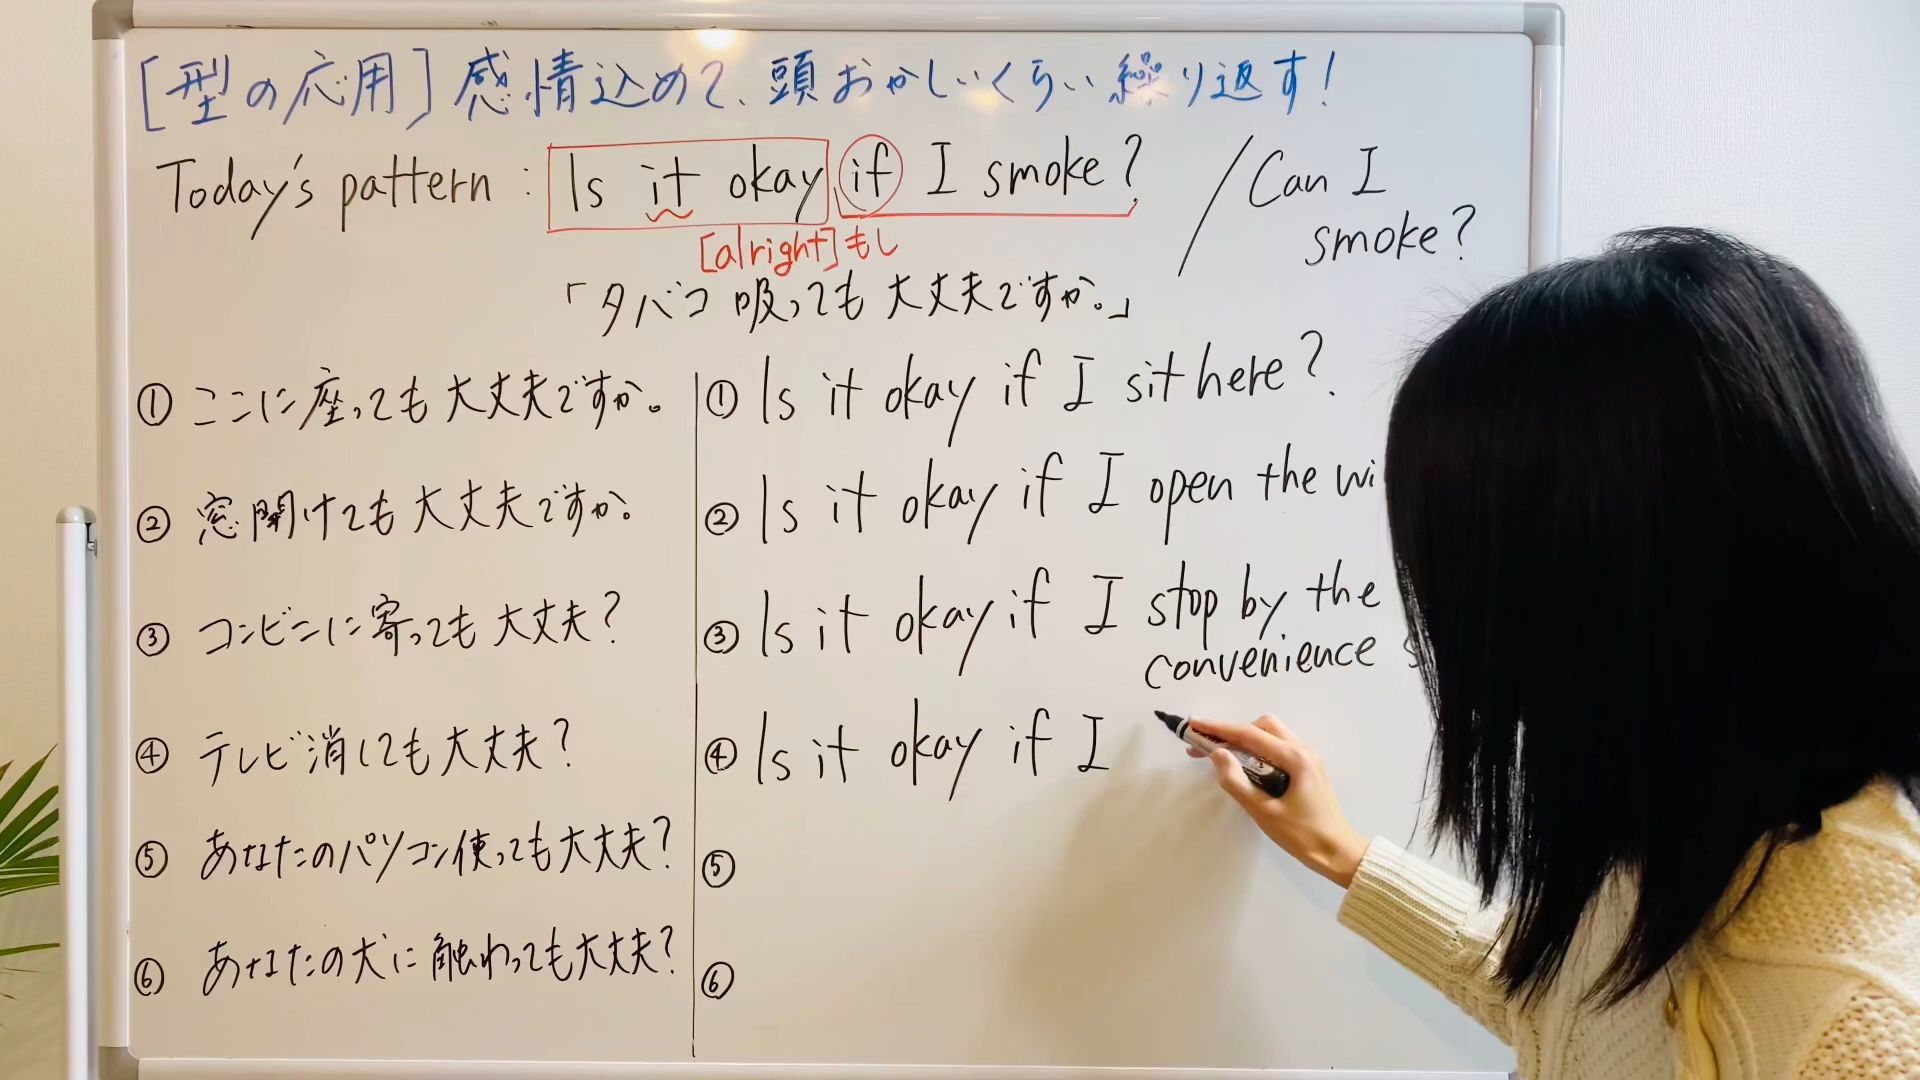 [型の応用] 感情込めて、頭おかしいくらい繰り返す！
Today's pattern : Is it okay if I smoke?
[alright] もし
「タバコ吸っても大丈夫ですか。」
Can I
smoke?
① ここに座っても大丈夫ですか。
② 窓開けても大丈夫ですか。
③ コンビニに寄っても大丈夫？
④ テレビ消しても大丈夫？
⑤ あなたのパソコン使っても大丈夫？
⑥ あなたの犬に触わっても大丈夫？
① Is it okay if I sit here?
② Is it okay if I open the wi
③ Is it okay if I stop by the
convenience s
④ Is it okay if I
⑤
⑥